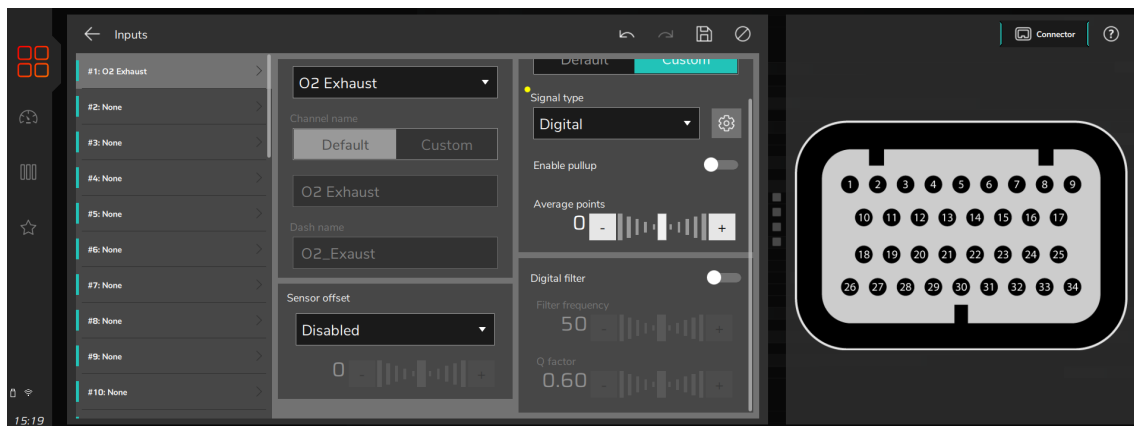 Inputs
Connector
?
#1: O2 Exhaust
#2: None
#3: None
#4: None
#5: None
#6: None
#7: None
#8: None
#9: None
#10: None
15:19
O2 Exhaust
Channel name
Default Custom
O2 Exhaust
Dash name
O2_Exaust
Sensor offset
Disabled
0 - +
Default Custom
Signal type
Digital
Enable pullup
Average points
0 - +
Digital filter
Filter frequency
50 - +
Q factor
0.60 - +
1 2 3 4 5 6 7 8 9
10 11 12 13 14 15 16 17
18 19 20 21 22 23 24 25
26 27 28 29 30 31 32 33 34